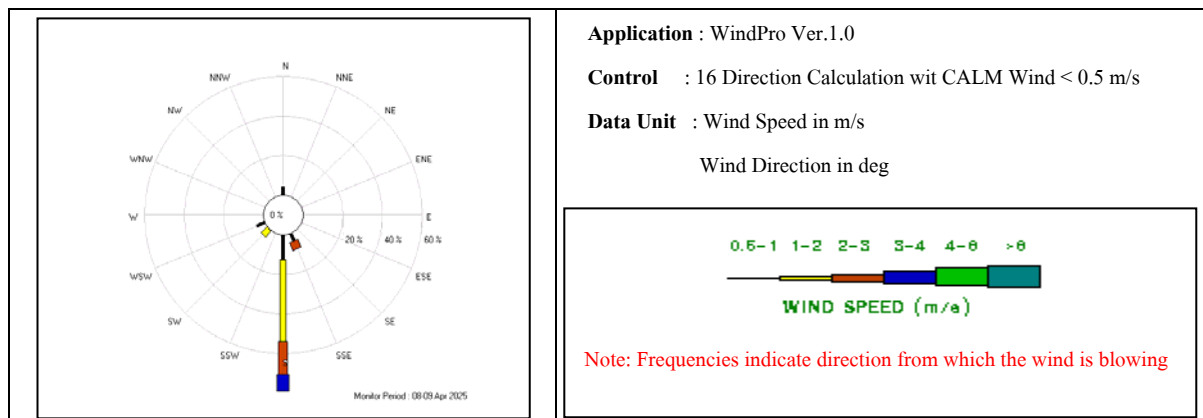 N
NNW
NNE
NW
NE
WNW
ENE
W
0 %
E
20 %
40 %
60 %
WSW
ESE
SW
SE
SSW
SSE
Monitor Period : 08-09 Apr 2025
Application : WindPro Ver.1.0
Control : 16 Direction Calculation wit CALM Wind < 0.5 m/s
Data Unit : Wind Speed in m/s
Wind Direction in deg
0.5-1 1-2 2-3 3-4 4-6 >6
WIND SPEED (m/s)
Note: Frequencies indicate direction from which the wind is blowing